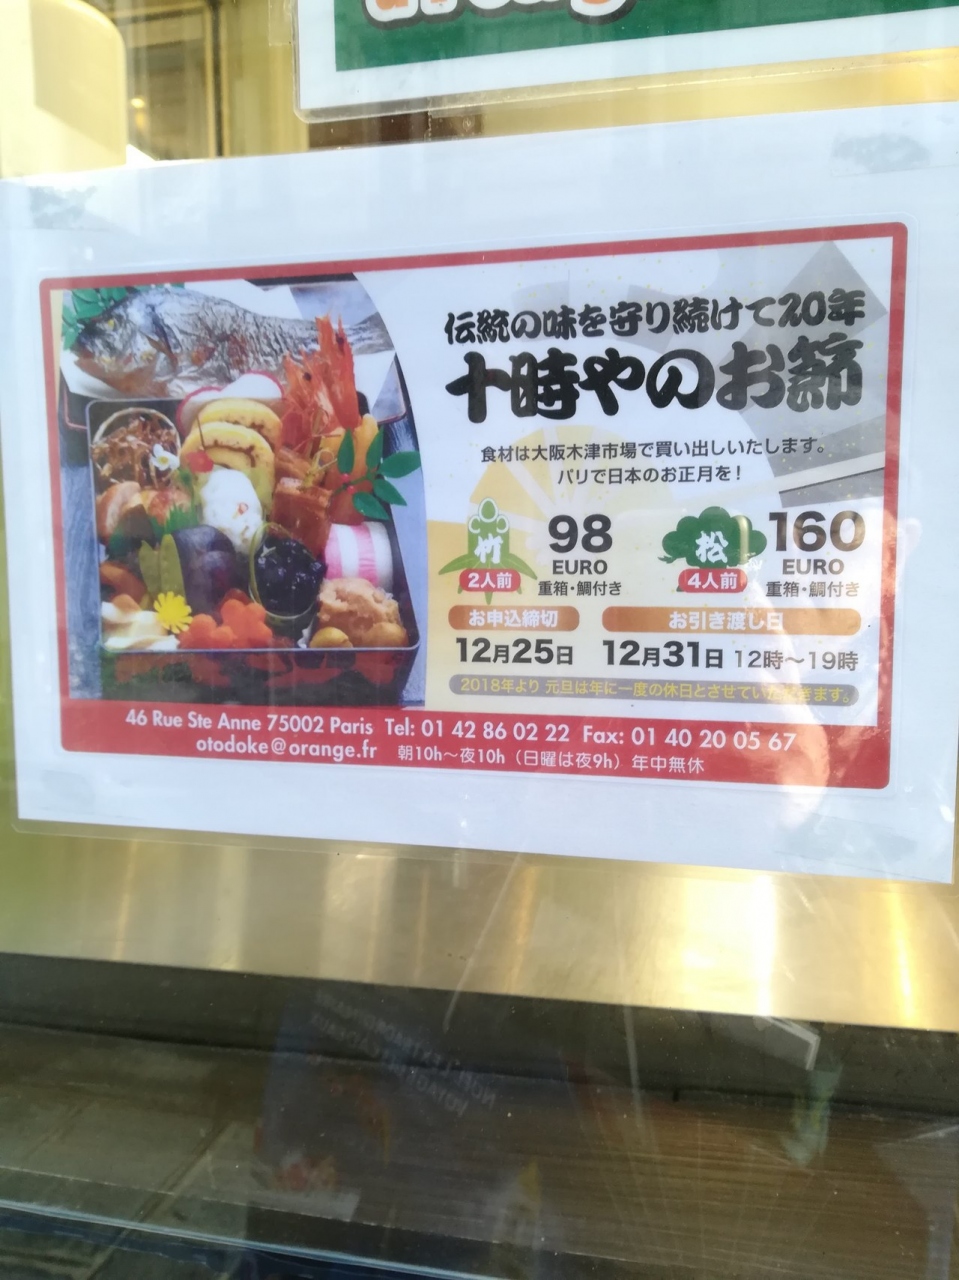 伝統の味を守り続けて20年
十時やのお節
食材は大阪木津市場で買い出しいたします。
パリで日本のお正月を!
竹
2人前
98
EURO
重箱・鯛付き
松
4人前
160
EURO
重箱・鯛付き
お申込締切
12月25日
お引き渡し日
12月31日 12時〜19時
2018年より 元旦は年に一度の休日とさせていただきます。
46 Rue Ste Anne 75002 Paris Tel: 01 42 86 02 22 Fax: 01 40 20 05 67
otodoke@orange.fr 朝10h〜夜10h（日曜は夜9h）年中無休